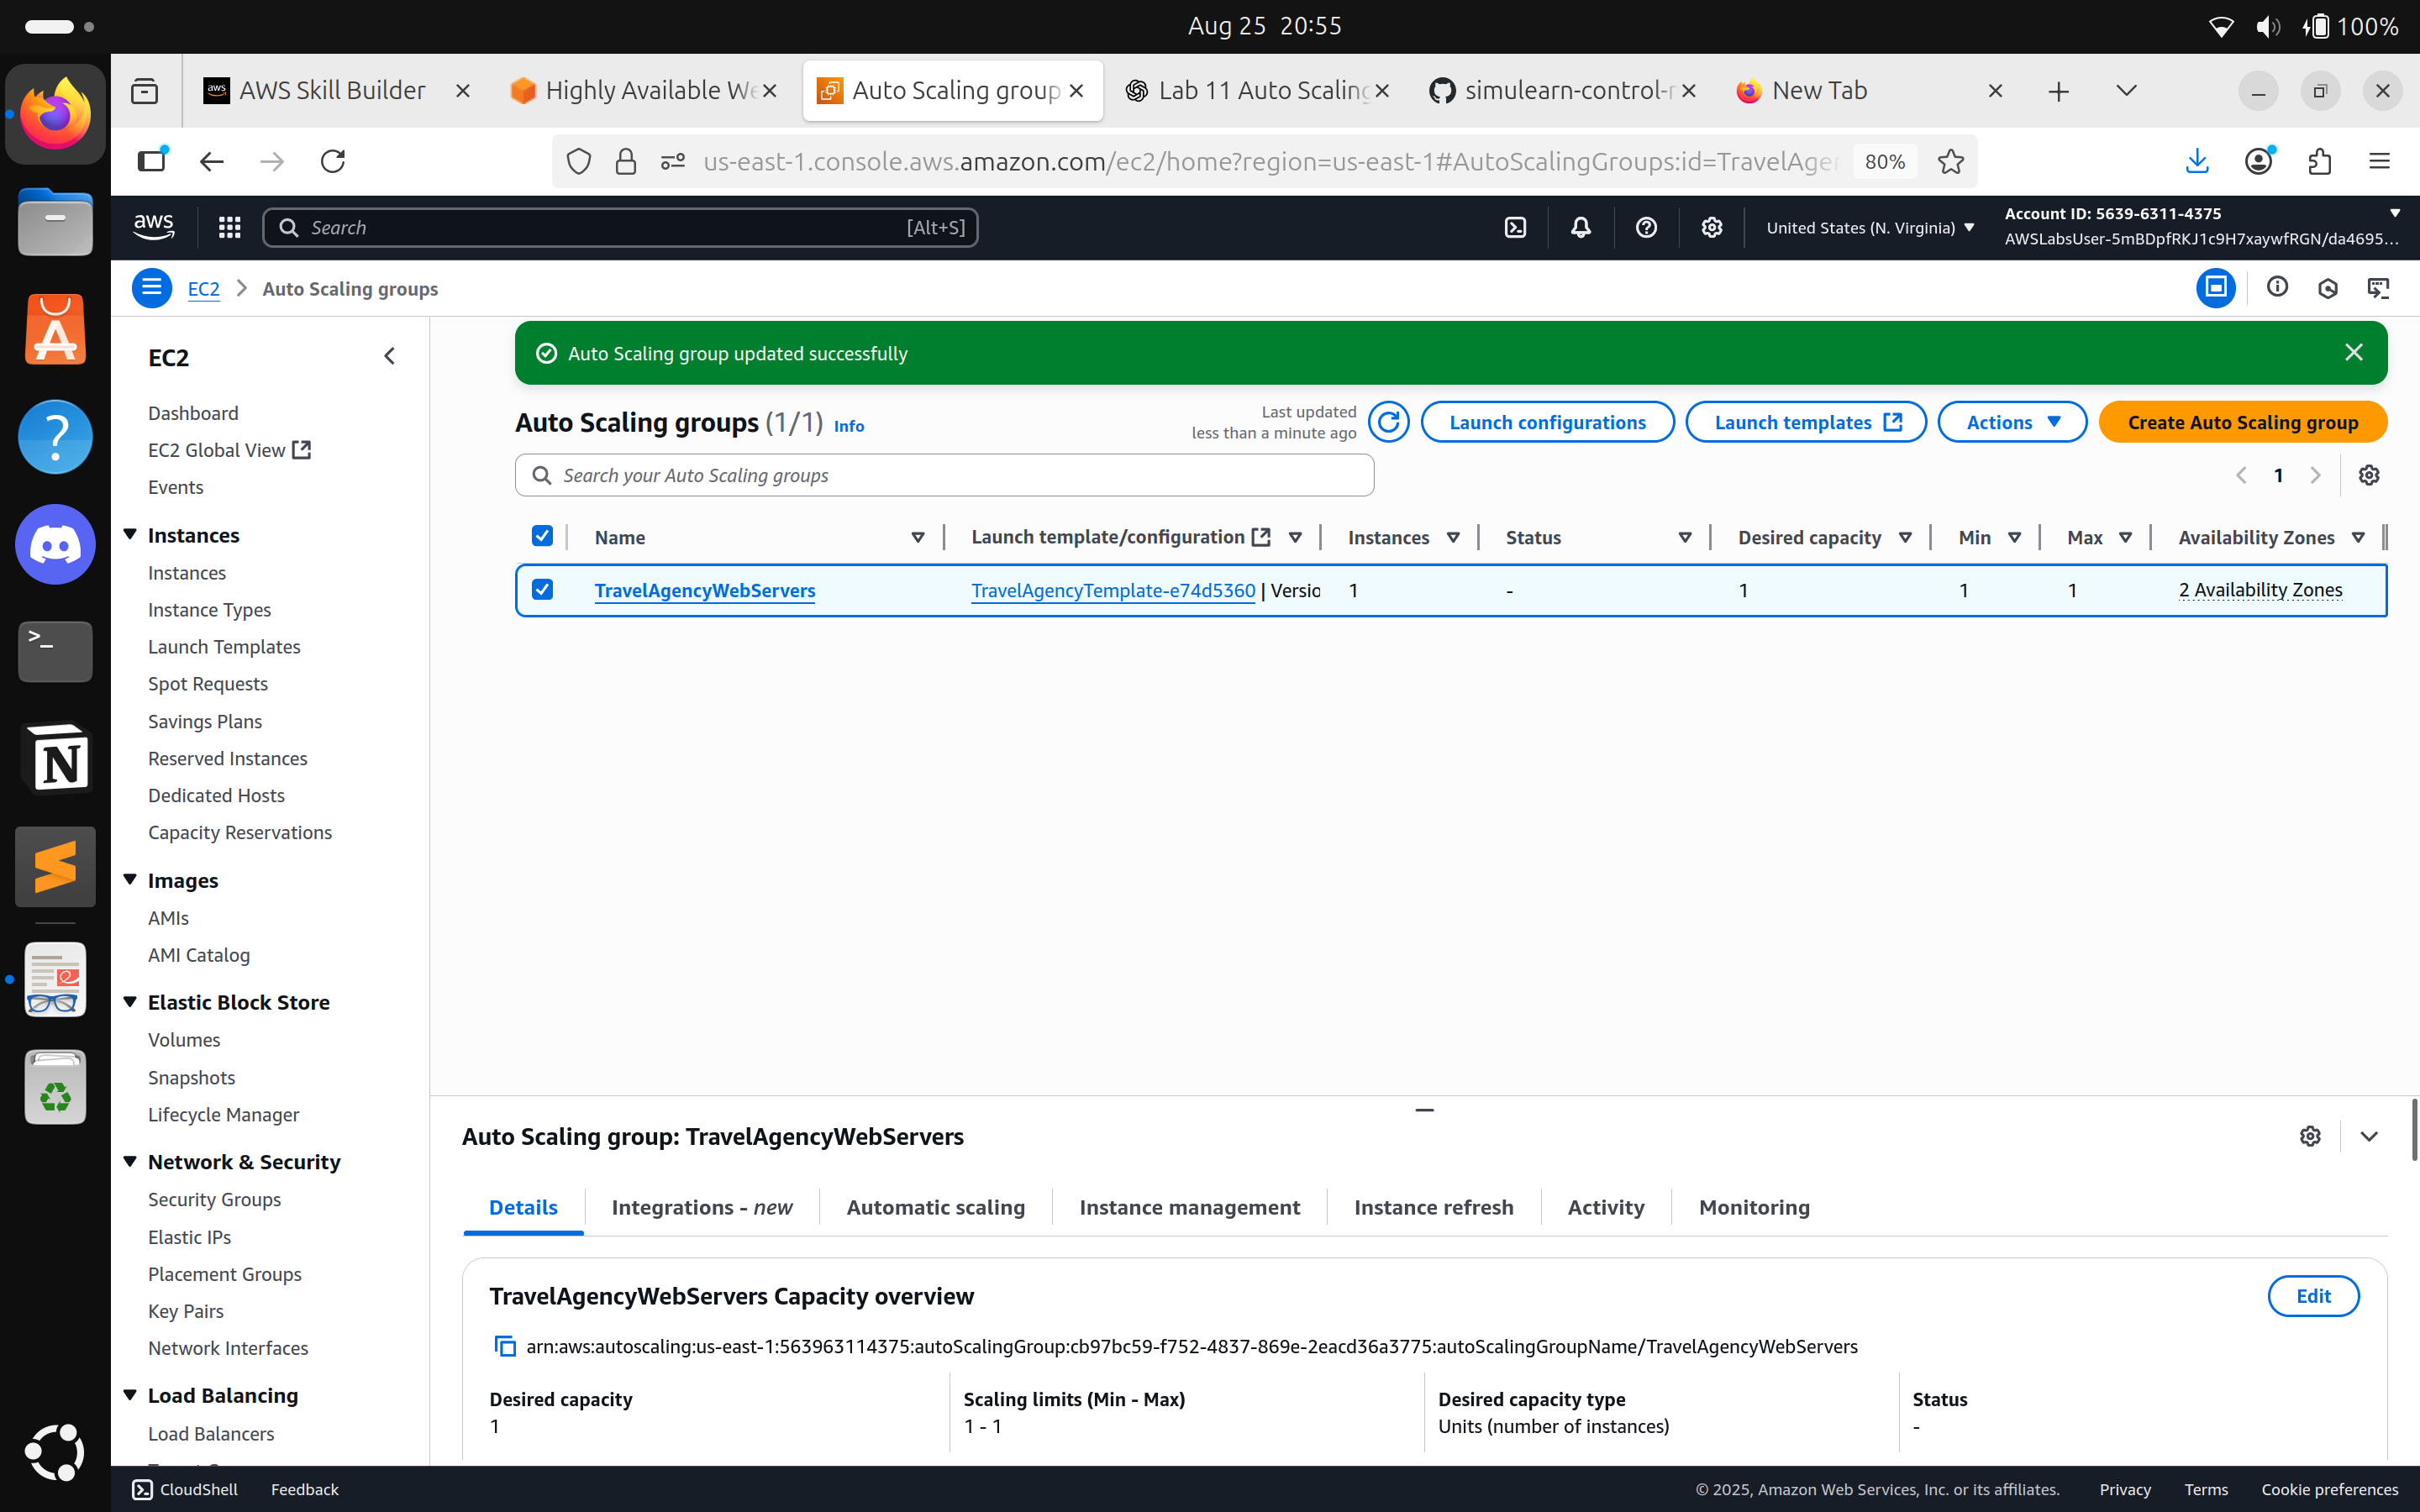 Aug 25 20:55
100%
AWS Skill Builder
Highly Available We
Auto Scaling group
Lab 11 Auto Scaling
simulearn-control-r
New Tab
us-east-1.console.aws.amazon.com/ec2/home?region=us-east-1#AutoScalingGroups:id=TravelAger
80%
aws
Search
[Alt+S]
United States (N. Virginia)
Account ID: 5639-6311-4375
AWSLabsUser-5mBDpfRKJ1c9H7xaywfRGN/da4695...
EC2
Auto Scaling groups
EC2
Dashboard
EC2 Global View
Events
Instances
Instances
Instance Types
Launch Templates
Spot Requests
Savings Plans
Reserved Instances
Dedicated Hosts
Capacity Reservations
Images
AMIs
AMI Catalog
Elastic Block Store
Volumes
Snapshots
Lifecycle Manager
Network & Security
Security Groups
Elastic IPs
Placement Groups
Key Pairs
Network Interfaces
Load Balancing
Load Balancers
Auto Scaling group updated successfully
Auto Scaling groups (1/1) Info
Last updated
less than a minute ago
Launch configurations
Launch templates
Actions
Create Auto Scaling group
Search your Auto Scaling groups
1
Name
Launch template/configuration
Instances
Status
Desired capacity
Min
Max
Availability Zones
TravelAgencyWebServers
TravelAgencyTemplate-e74d5360 | Versio
1
-
1
1
1
2 Availability Zones
Auto Scaling group: TravelAgencyWebServers
Details
Integrations - new
Automatic scaling
Instance management
Instance refresh
Activity
Monitoring
TravelAgencyWebServers Capacity overview
Edit
arn:aws:autoscaling:us-east-1:563963114375:autoScalingGroup:cb97bc59-f752-4837-869e-2eacd36a3775:autoScalingGroupName/TravelAgencyWebServers
Desired capacity
1
Scaling limits (Min - Max)
1 - 1
Desired capacity type
Units (number of instances)
Status
-
CloudShell
Feedback
© 2025, Amazon Web Services, Inc. or its affiliates.
Privacy
Terms
Cookie preferences